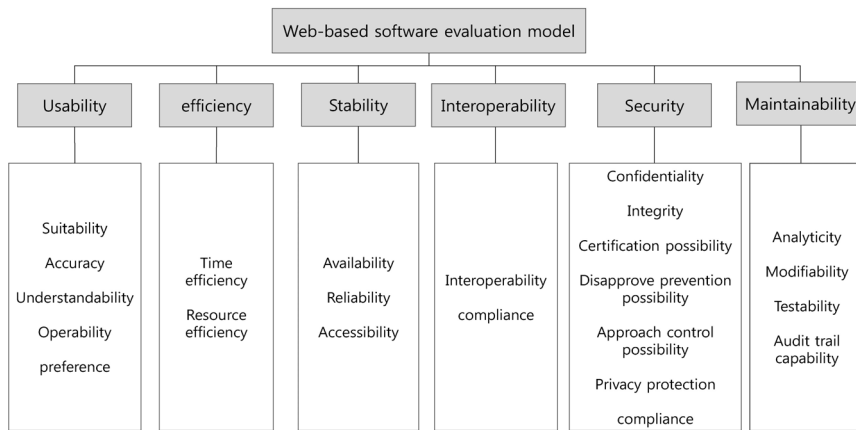 Web-based software evaluation model
Usability
efficiency
Stability
Interoperability
Security
Maintainability
Suitability
Accuracy
Understandability
Operability
preference
Time
efficiency
Resource
efficiency
Availability
Reliability
Accessibility
Interoperability
compliance
Confidentiality
Integrity
Certification possibility
Disapprove prevention
possibility
Approach control
possibility
Privacy protection
compliance
Analyticity
Modifiability
Testability
Audit trail
capability